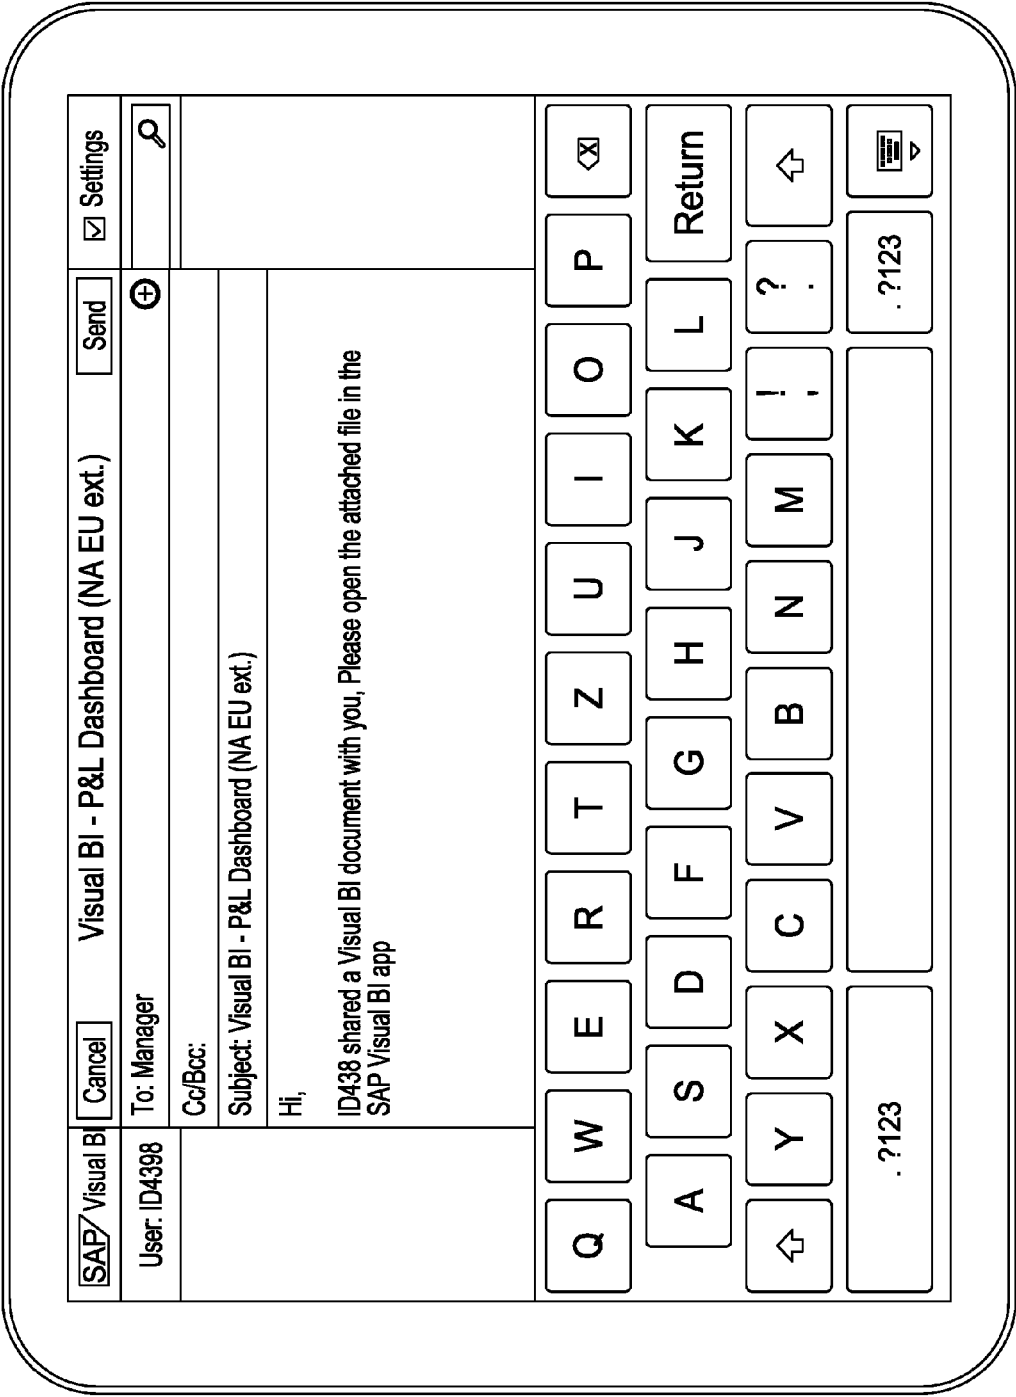 SAP Visual BI
Cancel
Visual BI - P&L Dashboard (NA EU ext.)
Send
Settings
User: ID4398
To: Manager
Cc/Bcc:
Subject: Visual BI - P&L Dashboard (NA EU ext.)
Hi,
ID438 shared a Visual BI document with you, Please open the attached file in the
SAP Visual BI app
Q W E R T Z U I O P X
A S D F G H J K L Return
Y X C V B N M ! , ? .
. ?123 . ?123